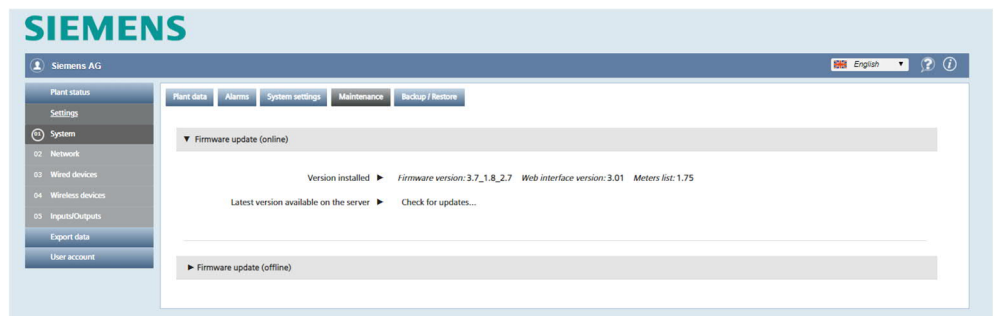 SIEMENS
Siemens AG
English
Plant status
Settings
01 System
02 Network
03 Wired devices
04 Wireless devices
05 Inputs/Outputs
Export data
User account
Plant data Alarms System settings Maintenance Backup / Restore
▼ Firmware update (online)
Version installed ► Firmware version: 3.7_1.8_2.7 Web interface version: 3.01 Meters list: 1.75
Latest version available on the server ► Check for updates...
► Firmware update (offline)